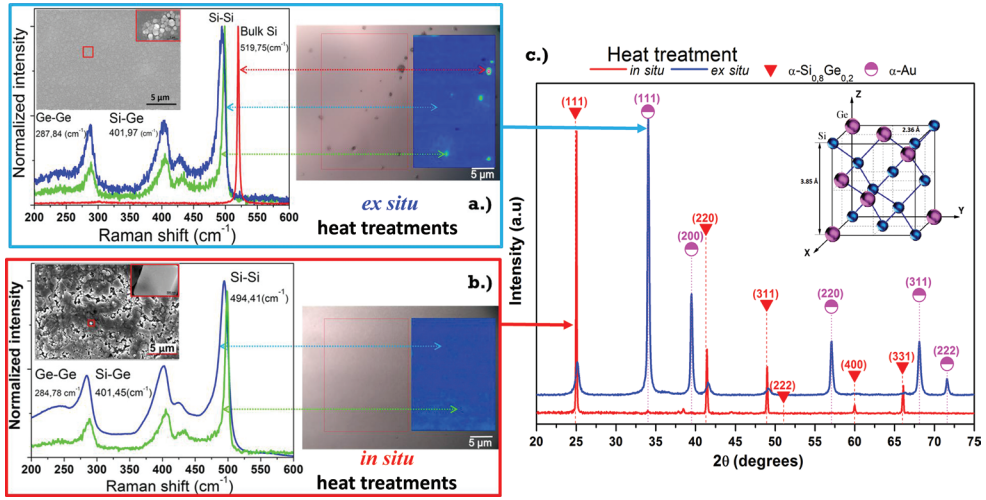 Normalized intensity
Si-Si
Bulk Si
519,75(cm-1)
5 µm
Ge-Ge
287,84 (cm-1)
Si-Ge
401,97 (cm-1)
200 250 300 350 400 450 500 550 600
Raman shift (cm-1)
5 µm
ex situ
heat treatments
a.)
Normalized intensity
5 µm
Si-Si
494,41(cm-1)
Ge-Ge
284,78 (cm-1)
Si-Ge
401,45(cm-1)
200 250 300 350 400 450 500 550 600
Raman shift (cm-1)
b.)
5 µm
in situ
heat treatments
c.)
Heat treatment
in situ
ex situ
α-Si0,8Ge0,2
α-Au
Intensity (a.u)
(111)
(111)
(200)
(220)
(311)
(222)
(220)
(400)
(331)
(311)
(222)
Z
Ge
Si
2.36 Å
3.85 Å
Y
X
20 25 30 35 40 45 50 55 60 65 70 75
2θ (degrees)